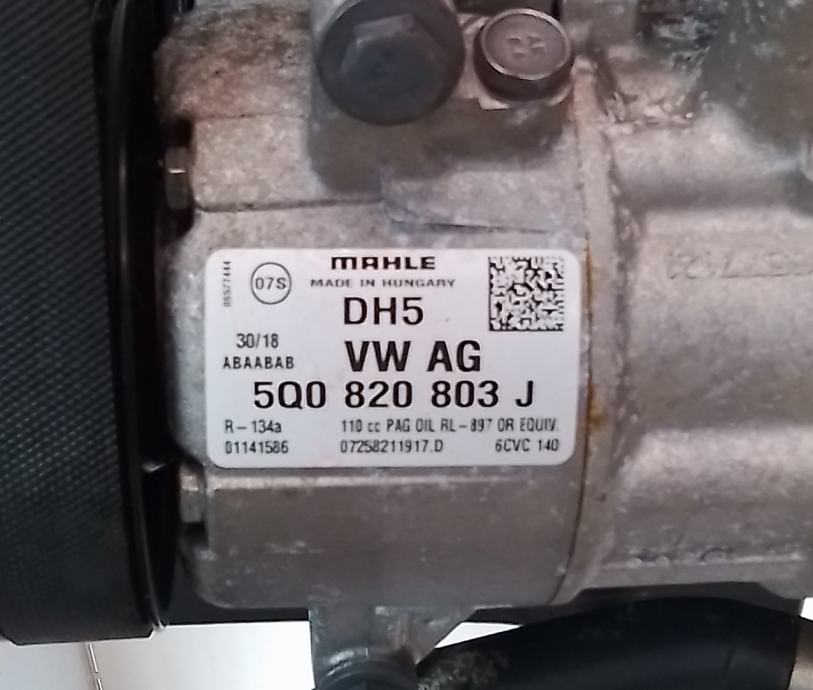 MAHLE
MADE IN HUNGARY
07S
DH5
30/18
VW AG
ABAABAB
5Q0 820 803 J
R-134a 110 cc PAG OIL RL-897 OR EQUIV.
01141586 07258211917.D 6CVC 140